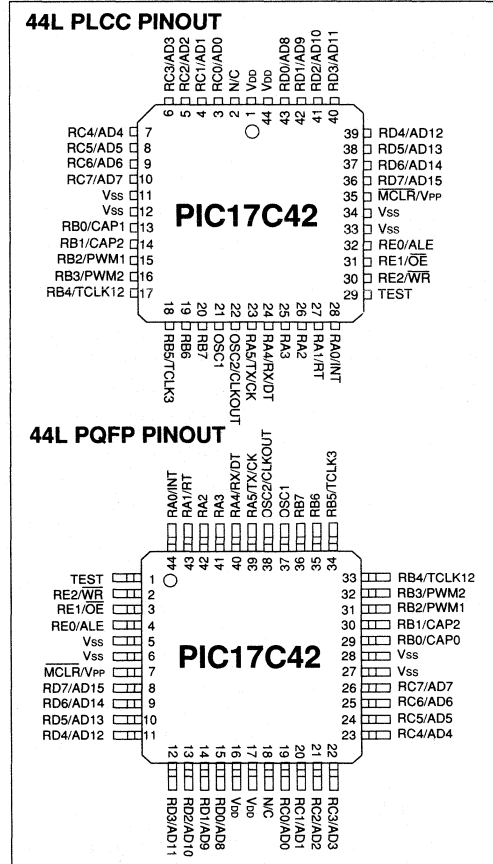 44L PLCC PINOUT
RC3/AD3
RC2/AD2
RC1/AD1
RC0/AD0
N/C
VDD
VDD
RD0/AD8
RD1/AD9
RD2/AD10
RD3/AD11
6 5 4 3 2 1 44 43 42 41 40
RC4/AD4 7
RC5/AD5 8
RC6/AD6 9
RC7/AD7 10
Vss 11
Vss 12
RB0/CAP1 13
RB1/CAP2 14
RB2/PWM1 15
RB3/PWM2 16
RB4/TCLK12 17
PIC17C42
39 RD4/AD12
38 RD5/AD13
37 RD6/AD14
36 RD7/AD15
35 MCLR/VPP
34 Vss
33 Vss
32 RE0/ALE
31 RE1/OE
30 RE2/WR
29 TEST
18 19 20 21 22 23 24 25 26 27 28
RB5/TCLK3
RB6
RB7
OSC1
OSC2/CLKOUT
RA5/TX/CK
RA4/RX/DT
RA3
RA2
RA1/RT
RA0/INT
44L PQFP PINOUT
RA0/INT
RA1/RT
RA2
RA3
RA4/RX/DT
RA5/TX/CK
OSC2/CLKOUT
OSC1
RB7
RB6
RB5/TCLK3
44 43 42 41 40 39 38 37 36 35 34
TEST 1
RE2/WR 2
RE1/OE 3
RE0/ALE 4
Vss 5
Vss 6
MCLR/VPP 7
RD7/AD15 8
RD6/AD14 9
RD5/AD13 10
RD4/AD12 11
PIC17C42
33 RB4/TCLK12
32 RB3/PWM2
31 RB2/PWM1
30 RB1/CAP2
29 RB0/CAP0
28 Vss
27 Vss
26 RC7/AD7
25 RC6/AD6
24 RC5/AD5
23 RC4/AD4
12 13 14 15 16 17 18 19 20 21 22
RD3/AD11
RD2/AD10
RD1/AD9
RD0/AD8
VDD
VDD
N/C
RC0/AD0
RC1/AD1
RC2/AD2
RC3/AD3